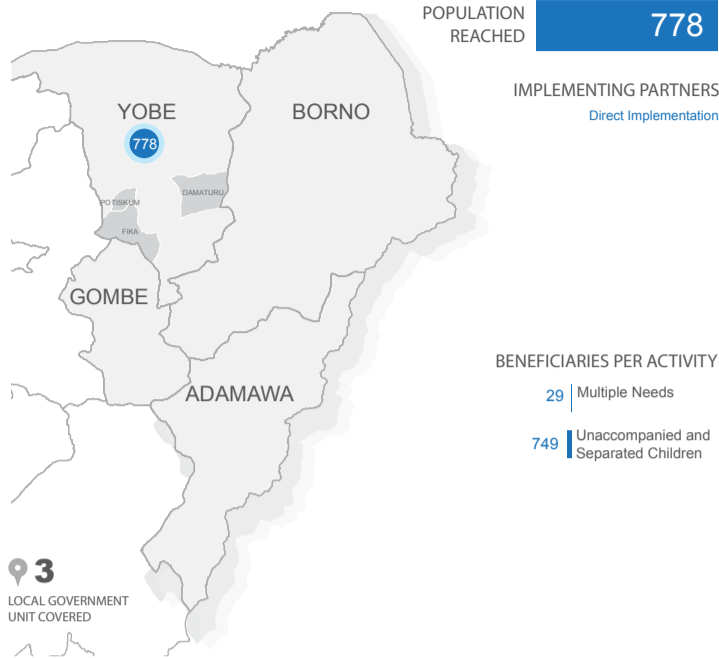 POPULATION
REACHED
778
IMPLEMENTING PARTNERS
Direct Implementation
YOBE
778
BORNO
DAMATURU
POTISKUM
FIKA
GOMBE
ADAMAWA
BENEFICIARIES PER ACTIVITY
29 Multiple Needs
749 Unaccompanied and
Separated Children
3
LOCAL GOVERNMENT
UNIT COVERED